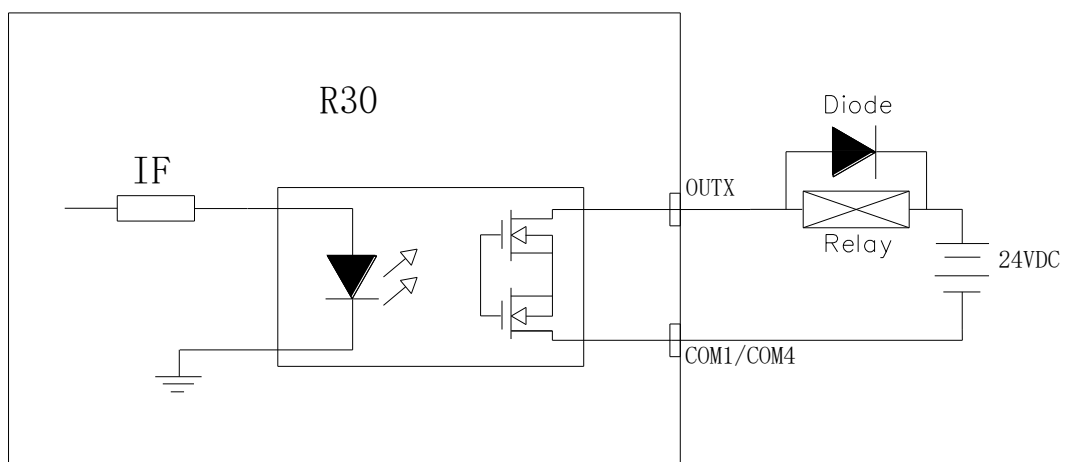 R30
Diode
IF
OUTX
Relay
24VDC
COM1/COM4